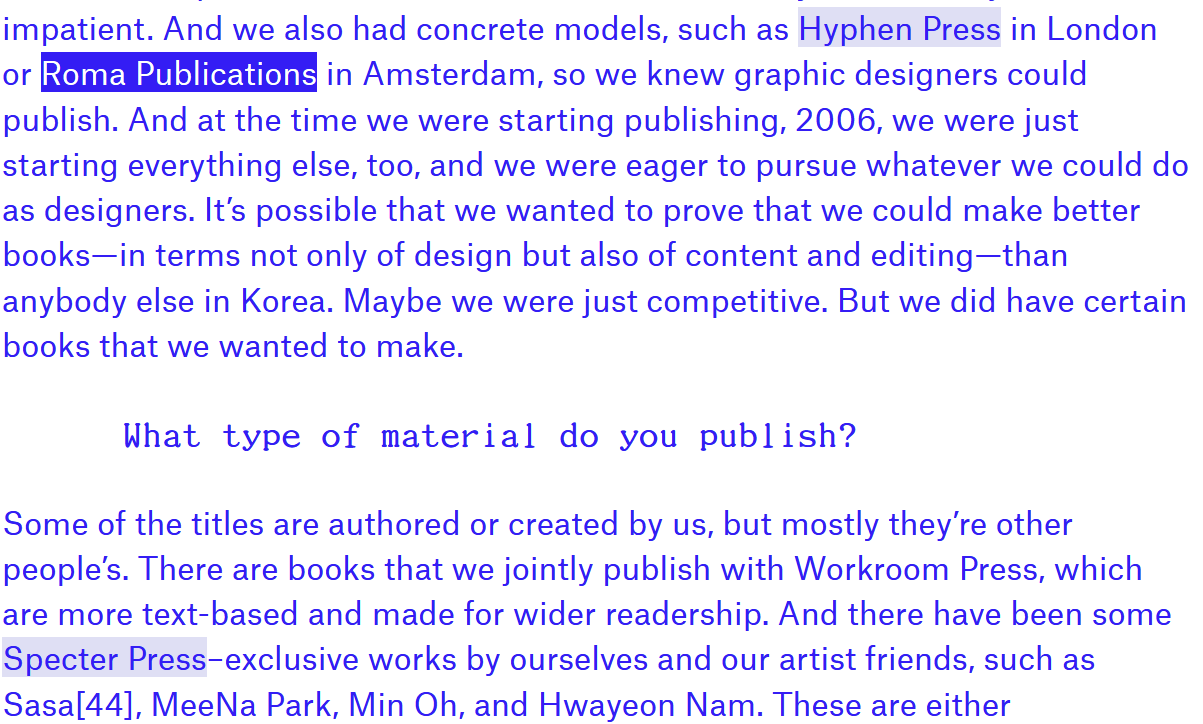 impatient. And we also had concrete models, such as Hyphen Press in London
or Roma Publications in Amsterdam, so we knew graphic designers could
publish. And at the time we were starting publishing, 2006, we were just
starting everything else, too, and we were eager to pursue whatever we could do
as designers. It’s possible that we wanted to prove that we could make better
books—in terms not only of design but also of content and editing—than
anybody else in Korea. Maybe we were just competitive. But we did have certain
books that we wanted to make.
What type of material do you publish?
Some of the titles are authored or created by us, but mostly they’re other
people’s. There are books that we jointly publish with Workroom Press, which
are more text-based and made for wider readership. And there have been some
Specter Press–exclusive works by ourselves and our artist friends, such as
Sasa[44], MeeNa Park, Min Oh, and Hwayeon Nam. These are either